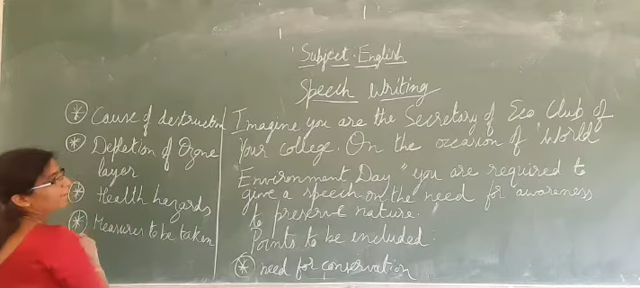 Subject. English
Speech Writing
Imagine you are the Secretary of Eco Club of
your college. On the occasion of "World
Environment Day" you are required to
give a speech on the need for awareness
to preserve nature.
Points to be included.
* need for conservation
* Cause of destruction
* Depletion of Ozone
layer
* Health hazards
* Measures to be taken